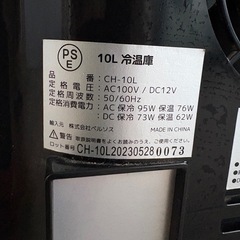 PS
E
10L 冷温庫
品番:CH-10L
定格電圧:AC100V / DC12V
定格周波数:50/60Hz
定格消費電力:AC 保冷 95W 保温 76W
DC 保冷 73W 保温 62W
輸入元:株式会社ベルソス MADE IN CHINA
警告
ロット番号 CH-10L20230528 0073